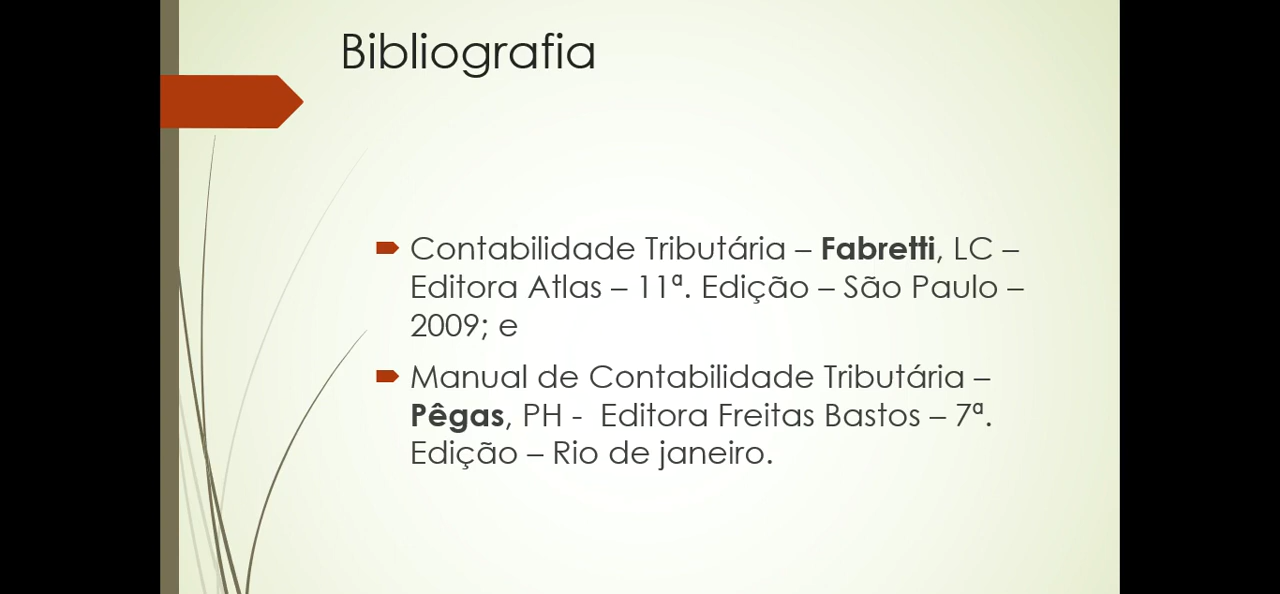 Bibliografia
Contabilidade Tributária – Fabretti, LC –
Editora Atlas – 11ª. Edição – São Paulo –
2009; e
Manual de Contabilidade Tributária –
Pêgas, PH -  Editora Freitas Bastos – 7ª.
Edição – Rio de janeiro.